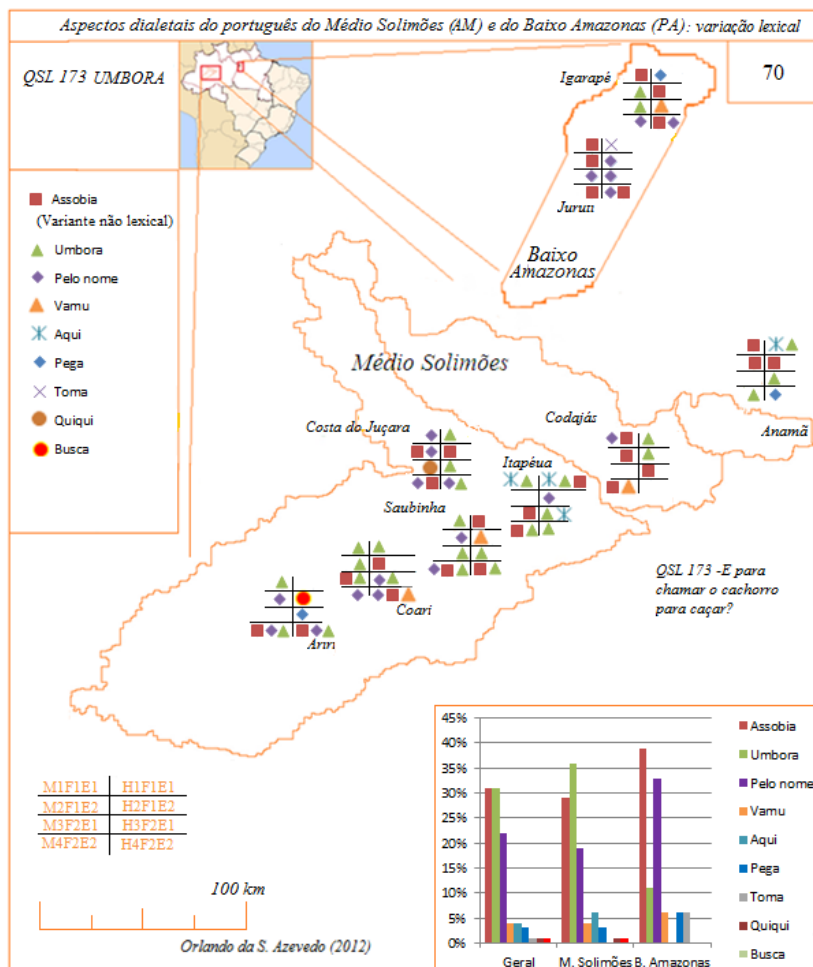 Aspectos dialetais do português do Médio Solimões (AM) e do Baixo Amazonas (PA): variação lexical
QSL 173 UMBORA
70
Igarapé
Juruti
Baixo
Amazonas
Assobia
(Variante não lexical)
Umbora
Pelo nome
Vamu
Aqui
Pega
Toma
Quiqui
Busca
Médio Solimões
Costa do Juçara
Codajás
Anamã
Itapéua
Saubinha
Coari
Ariri
QSL 173 -E para
chamar o cachorro
para caçar?
M1F1E1 H1F1E1
M2F1E2 H2F1E2
M3F2E1 H3F2E1
M4F2E2 H4F2E2
100 km
Orlando da S. Azevedo (2012)
45%
40%
35%
30%
25%
20%
15%
10%
5%
0%
Geral M. Solimões B. Amazonas
Assobia
Umbora
Pelo nome
Vamu
Aqui
Pega
Toma
Quiqui
Busca